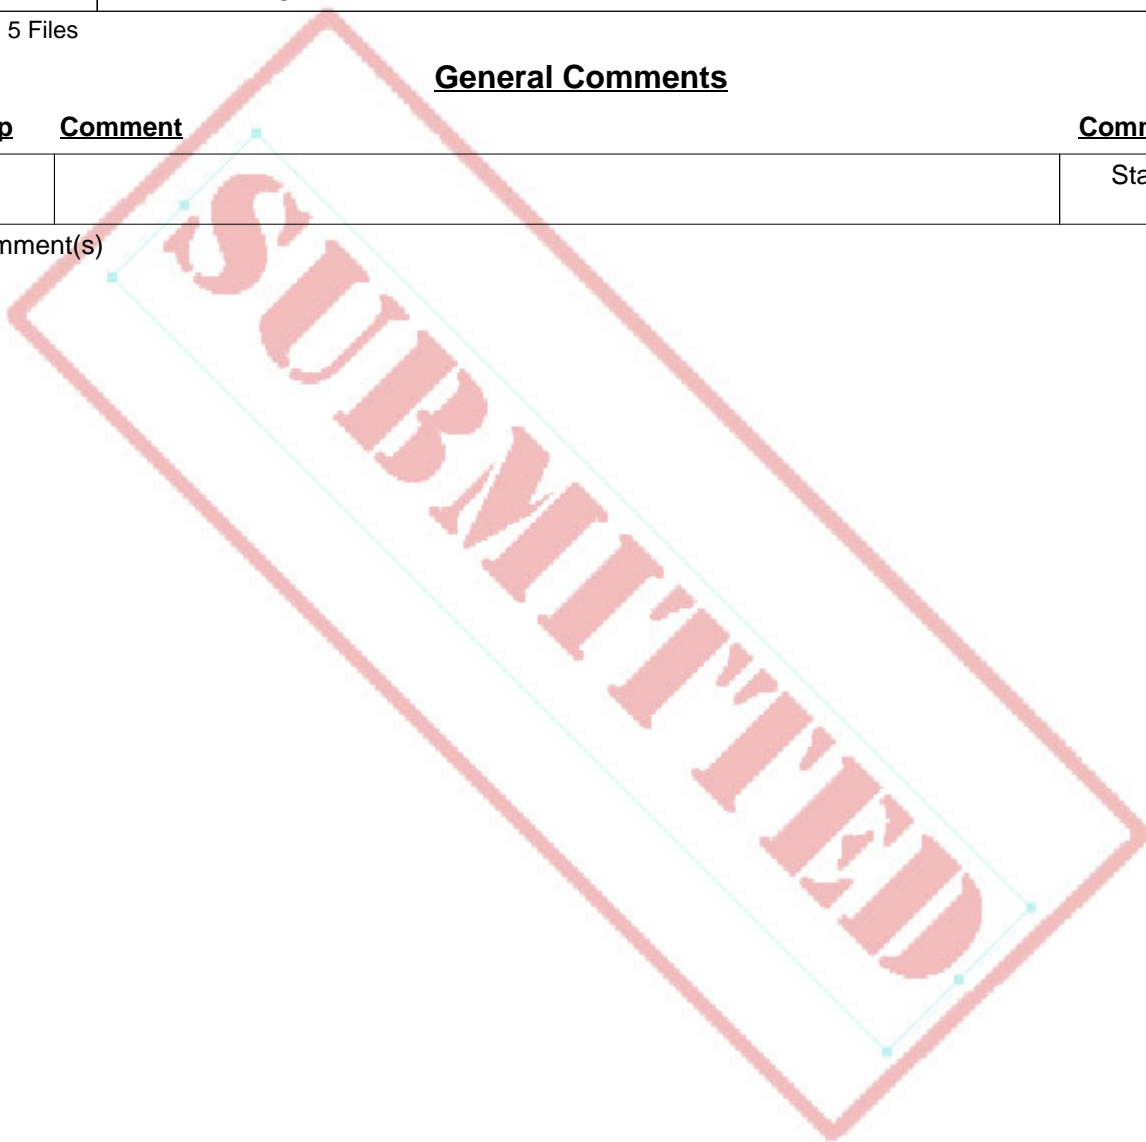 5 Files
General Comments
p Comment Comm
Sta
mment(s)
SUBMITTED